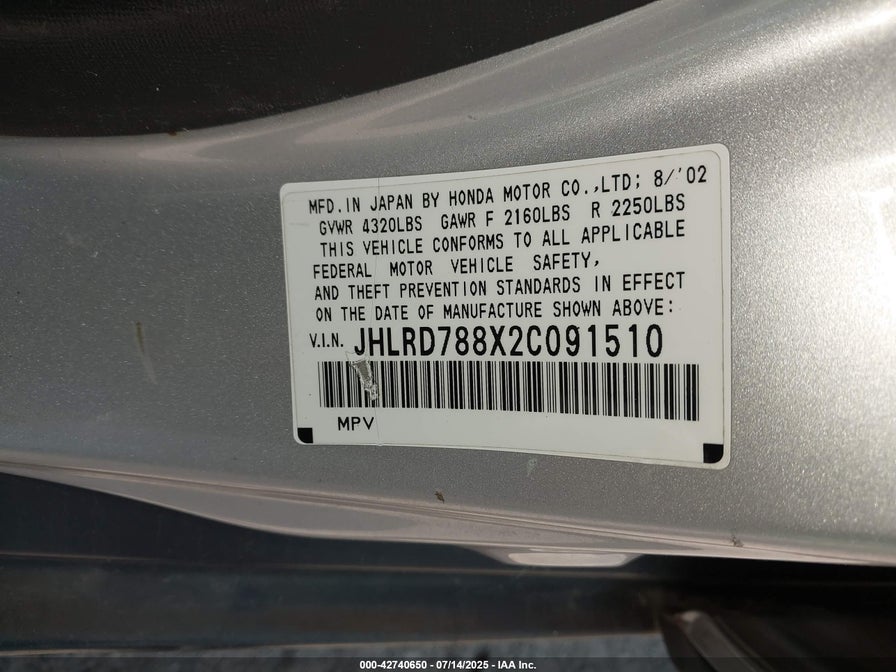 MFD.IN JAPAN BY HONDA MOTOR CO.,LTD; 8/'02
GVWR 4320LBS GAWR F 2160LBS R 2250LBS
THIS VEHICLE CONFORMS TO ALL APPLICABLE
FEDERAL MOTOR VEHICLE SAFETY,
AND THEFT PREVENTION STANDARDS IN EFFECT
ON THE DATE OF MANUFACTURE SHOWN ABOVE:
V.I.N. JHLRD788X2C091510
MPV
000-42740650 - 07/14/2025 - IAA Inc.